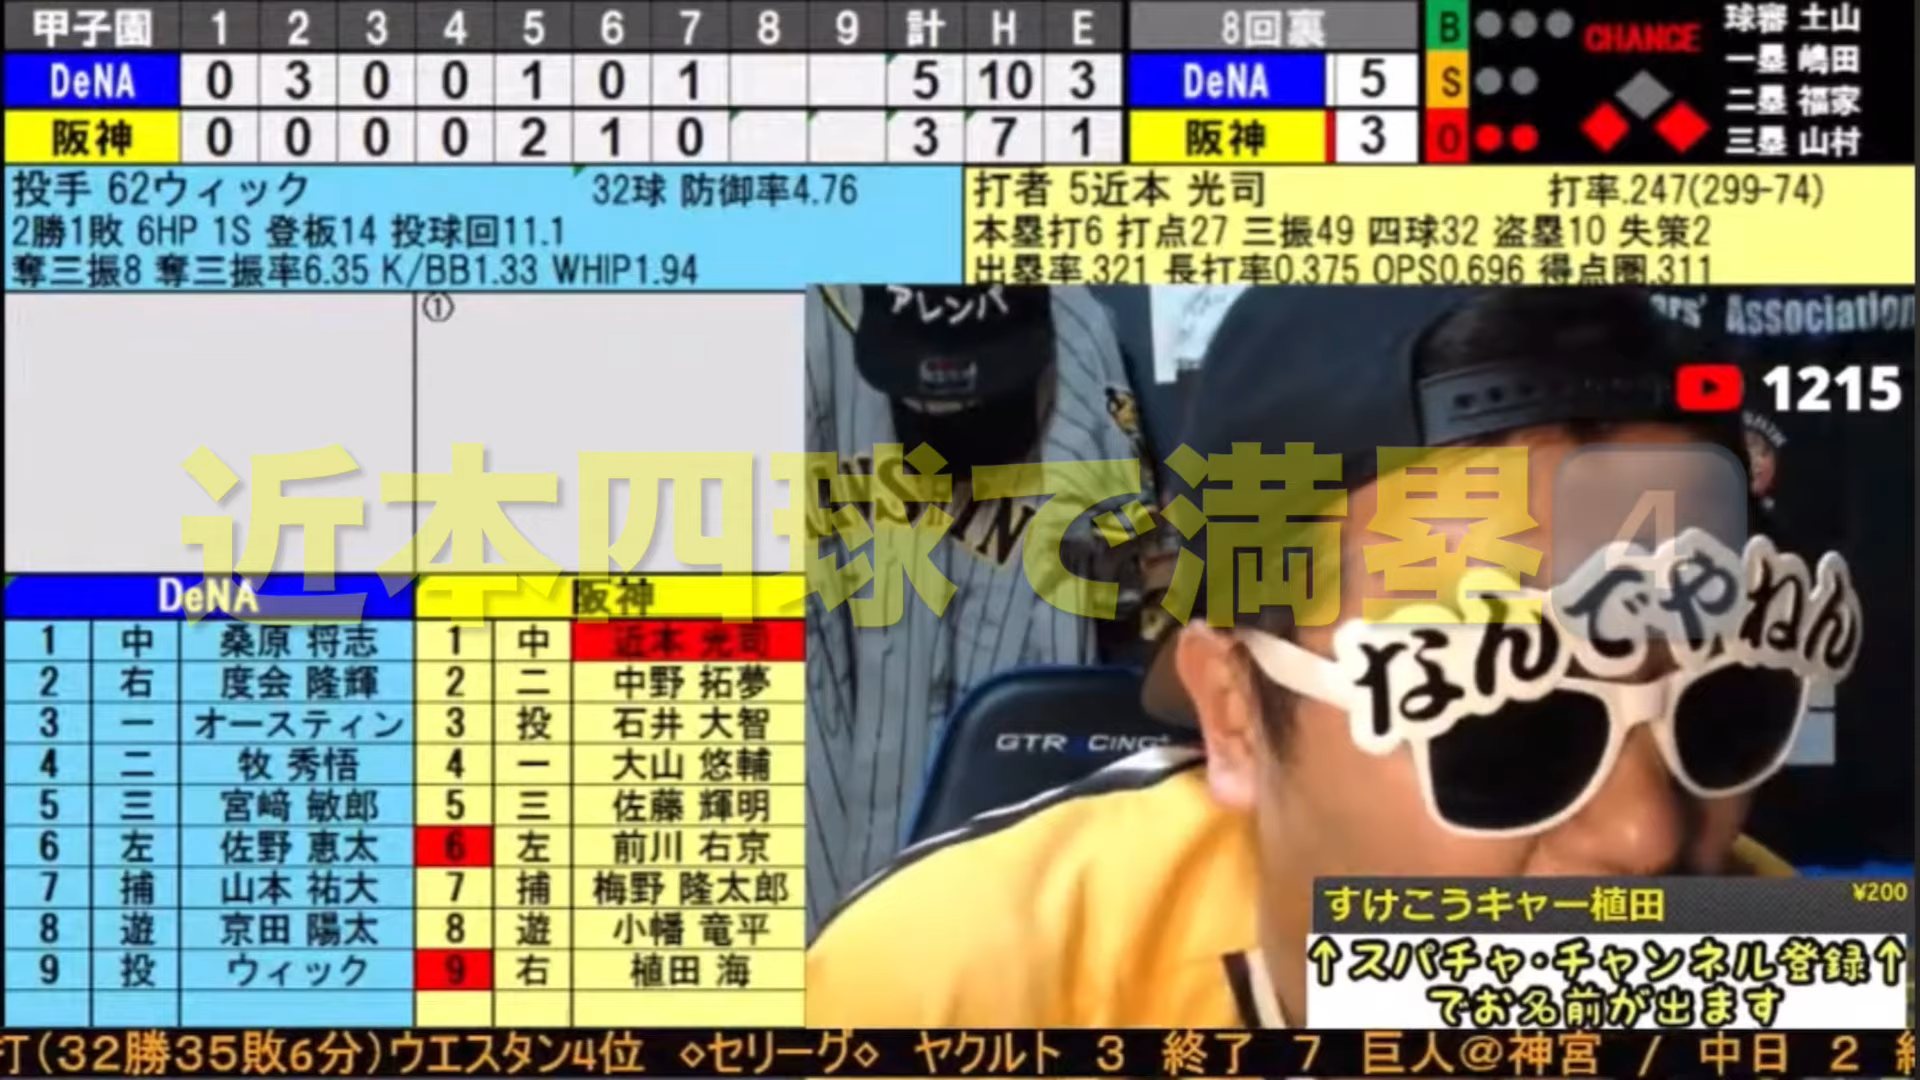 甲子園 1 2 3 4 5 6 7 8 9 計 H E
DeNA 0 3 0 0 1 0 1 5 10 3
阪神 0 0 0 0 2 1 0 3 7 1
8回裏
DeNA 5
阪神 3
B
S
O
CHANCE
球審 土山
一塁 嶋田
二塁 福家
三塁 山村
投手 62ウィック 32球 防御率4.76
2勝1敗 6HP 1S 登板14 投球回11.1
奪三振8 奪三振率6.35 K/BB1.33 WHIP1.94
打者 5近本 光司 打率.247(299-74)
本塁打6 打点27 三振49 四球32 盗塁10 失策2
出塁率.321 長打率0.375 OPS0.696 得点圏.311
①
アレンパ
Association
1215
近本四球で満塁4
なんでやねん
GTRACING
DeNA 阪神
1 中 桑原 将志 1 中 近本 光司
2 右 度会 隆輝 2 二 中野 拓夢
3 一 オースティン 3 投 石井 大智
4 二 牧 秀悟 4 一 大山 悠輔
5 三 宮﨑 敏郎 5 三 佐藤 輝明
6 左 佐野 恵太 6 左 前川 右京
7 捕 山本 祐大 7 捕 梅野 隆太郎
8 遊 京田 陽太 8 遊 小幡 竜平
9 投 ウィック 9 右 植田 海
すけこうキャー植田 ¥200
↑スパチャ・チャンネル登録↑
でお名前が出ます
打(32勝35敗6分)ウエスタン4位 ◇セリーグ◇ ヤクルト 3 終了 7 巨人@神宮 / 中日 2